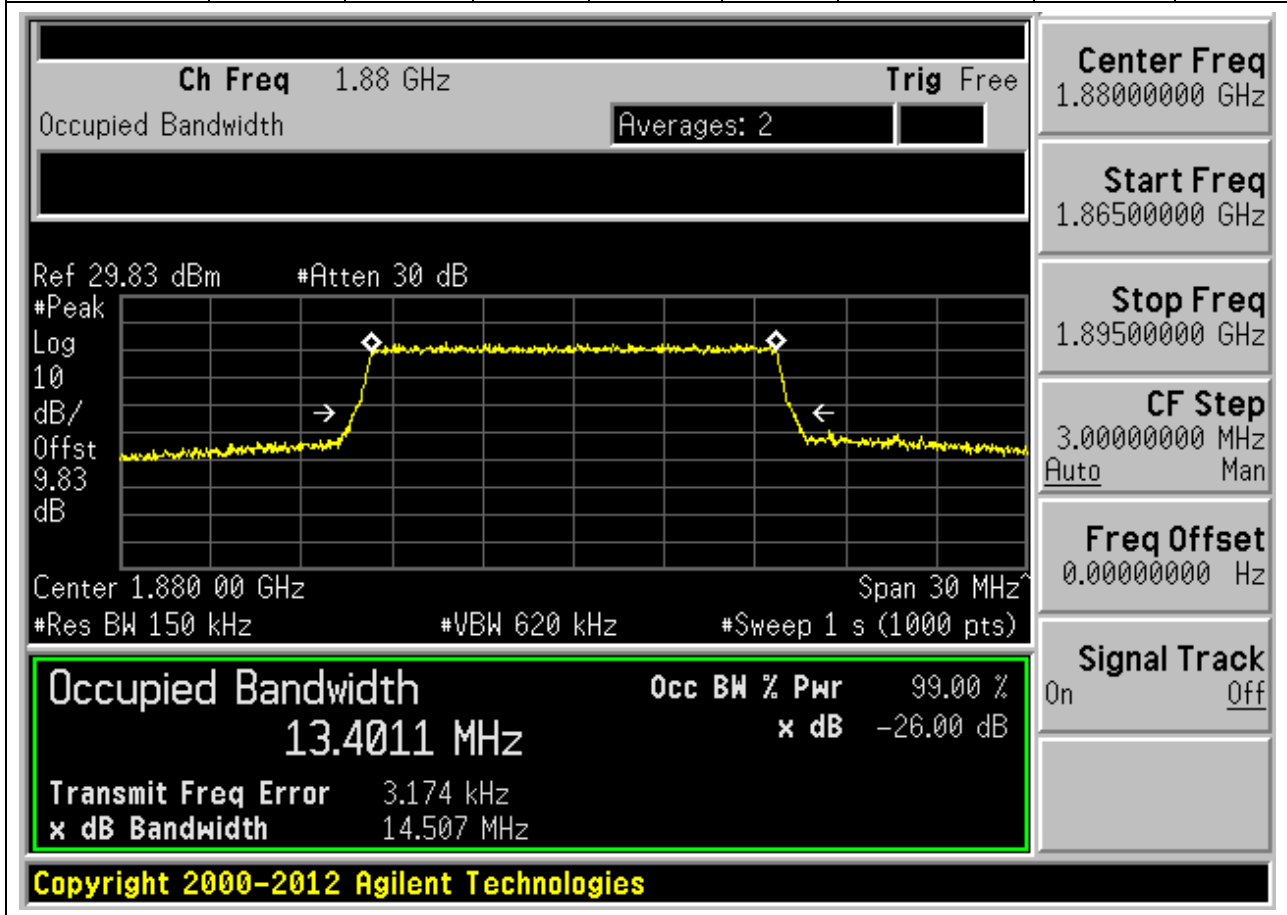 Ch Freq 1.88 GHz Trig Free
Occupied Bandwidth Averages: 2
Ref 29.83 dBm #Atten 30 dB
#Peak
Log
10
dB/
Offst
9.83
dB
Center 1.880 00 GHz Span 30 MHz^
#Res BW 150 kHz #VBW 620 kHz #Sweep 1 s (1000 pts)
Occupied Bandwidth Occ BW % Pwr 99.00 %
13.4011 MHz x dB -26.00 dB
Transmit Freq Error 3.174 kHz
x dB Bandwidth 14.507 MHz
Copyright 2000-2012 Agilent Technologies
Center Freq
1.88000000 GHz
Start Freq
1.86500000 GHz
Stop Freq
1.89500000 GHz
CF Step
3.00000000 MHz
Auto Man
Freq Offset
0.00000000 Hz
Signal Track
On Off